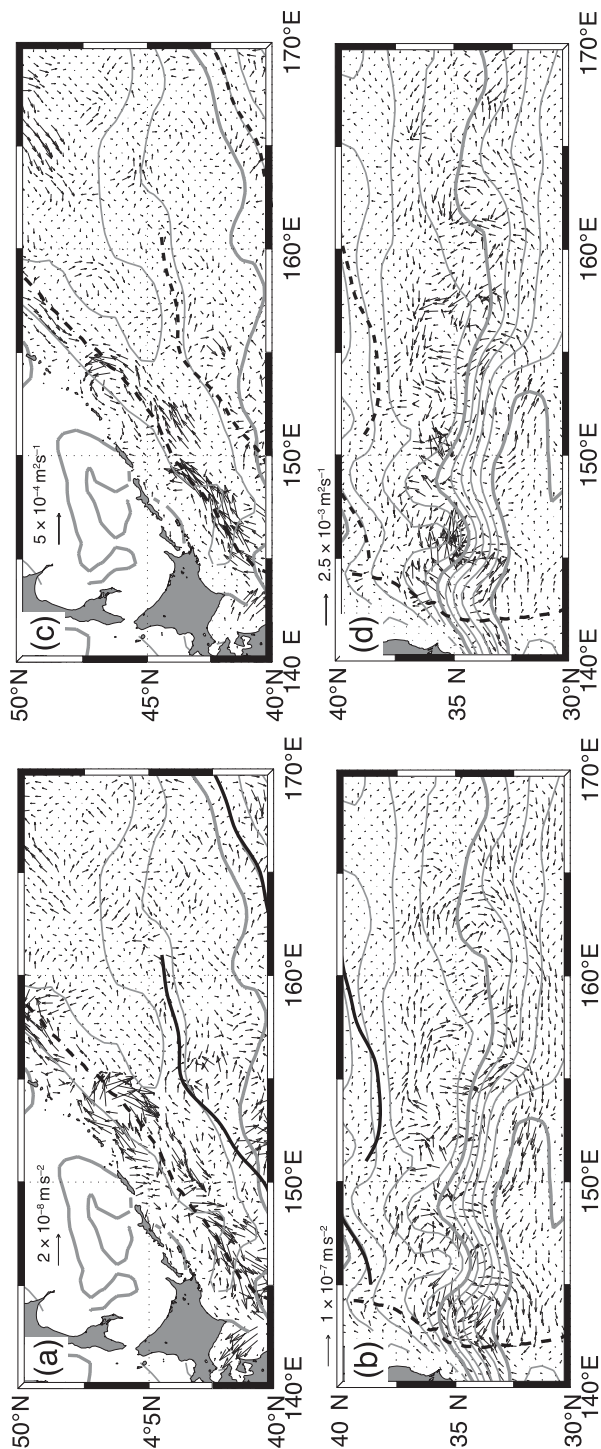 (a)
2 × 10⁻⁸ m s⁻²
50°N
4°5N
40°N
140°E
150°E
160°E
170°E
(b)
1 × 10⁻⁷ m s⁻²
40 N
35 N
30°N
140°E
150°E
160°E
170°E
(c)
5 × 10⁻⁴ m²s⁻¹
50°N
45°N
40°N
140°E
150°E
160°E
170°E
(d)
2.5 × 10⁻³ m²s⁻¹
40°N
35 N
30°N
140°E
150°E
160°E
170°E